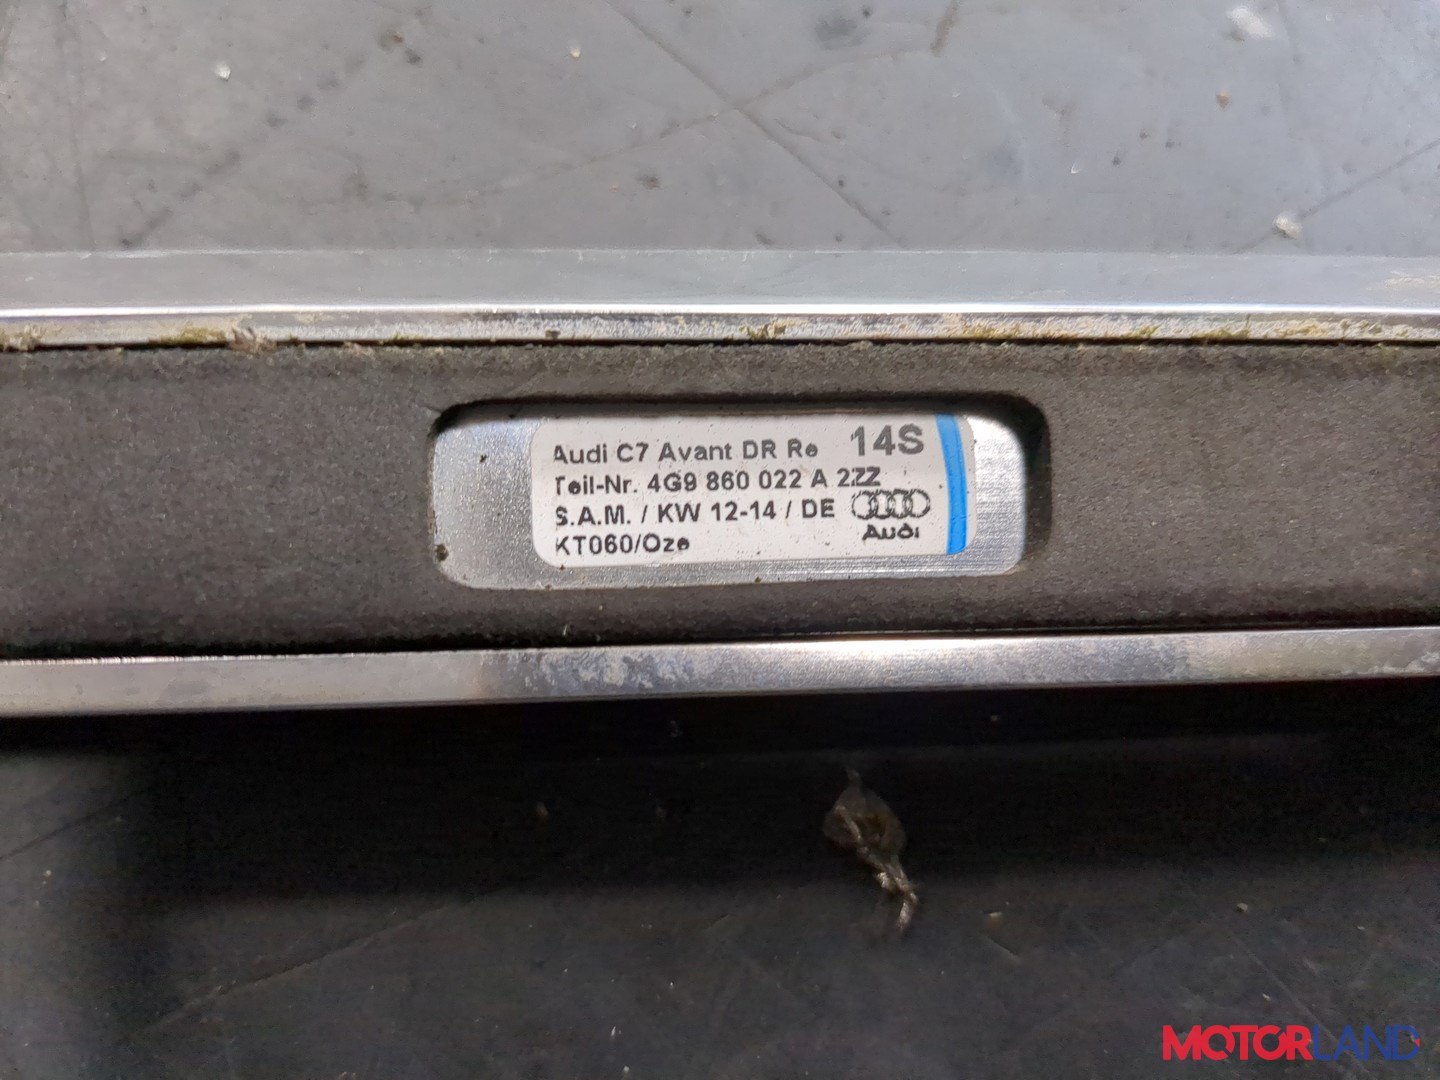 Audi C7 Avant DR Re 14S
Teil-Nr. 4G9 860 022 A 2ZZ
S.A.M. / KW 12-14 / DE
Audi
KT060/Oze
MOTORLAND